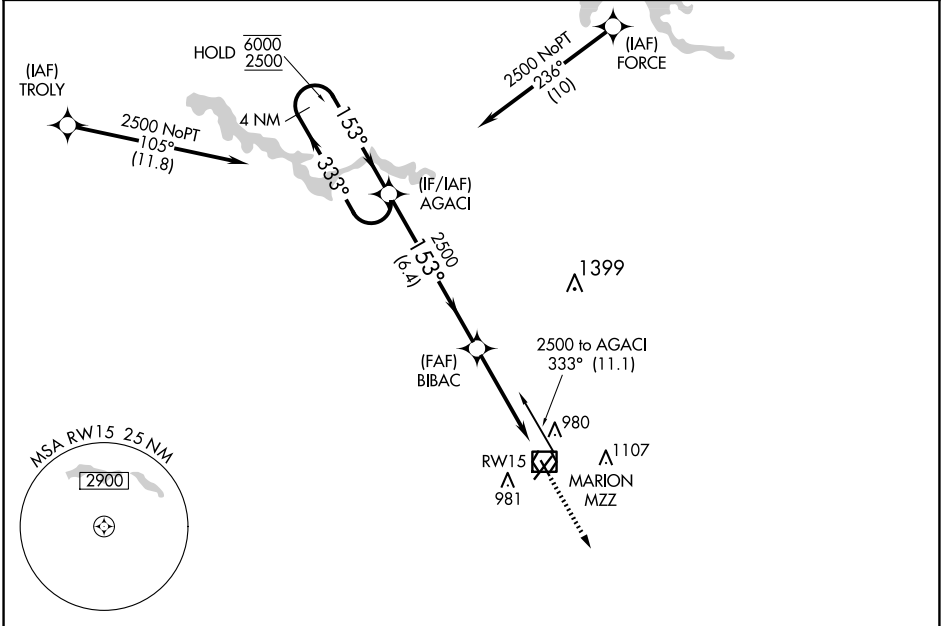 HOLD 6000
2500
(IAF)
FORCE
2500 NoPT
236°
(10)
(IAF)
TROLY
2500 NoPT
105°
(11.8)
4 NM
153°
333°
(IF/IAF)
AGACI
2500
153°
(6.4)
1399
(FAF)
BIBAC
2500 to AGACI
333° (11.1)
980
1107
RW15
981
MARION
MZZ
MSA RW15 25 NM
2900